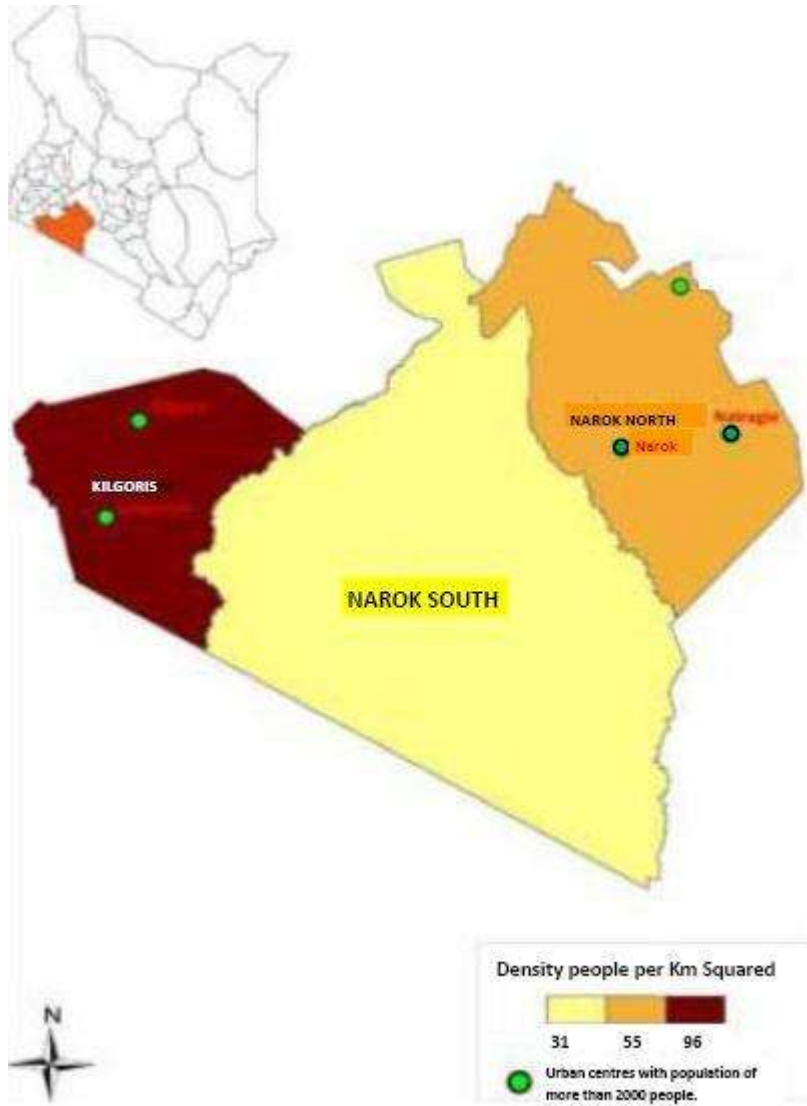 NAROK NORTH
Narok
KILGORIS
NAROK SOUTH
Density people per Km Squared
31 55 96
N
Urban centres with population of
more than 2000 people.